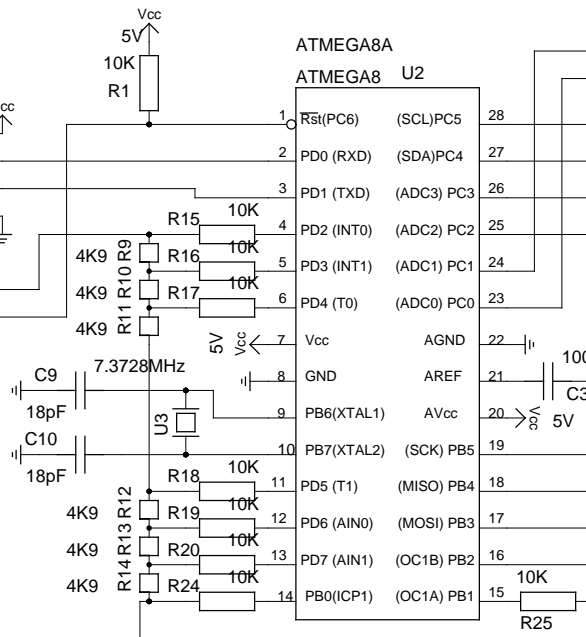 Vcc
5V
10K
R1
cc
ATMEGA8A
ATMEGA8 U2
1 Rst(PC6) (SCL)PC5 28
2 PD0 (RXD) (SDA)PC4 27
3 PD1 (TXD) (ADC3) PC3 26
R15 10K 4 PD2 (INT0) (ADC2) PC2 25
4K9 R9
R16 10K 5 PD3 (INT1) (ADC1) PC1 24
4K9 R10
R17 10K 6 PD4 (T0) (ADC0) PC0 23
4K9 R11
5V Vcc 7 Vcc AGND 22
100
C9 7.3728MHz 8 GND AREF 21
C3
18pF 9 PB6(XTAL1) AVcc 20 Vcc 5V
U3
C10 10 PB7(XTAL2) (SCK) PB5 19
18pF
R18 10K 11 PD5 (T1) (MISO) PB4 18
4K9 R12
R19 10K 12 PD6 (AIN0) (MOSI) PB3 17
4K9 R13
R20 10K 13 PD7 (AIN1) (OC1B) PB2 16
4K9 R14
R24 10K 14 PB0(ICP1) (OC1A) PB1 15 10K
R25